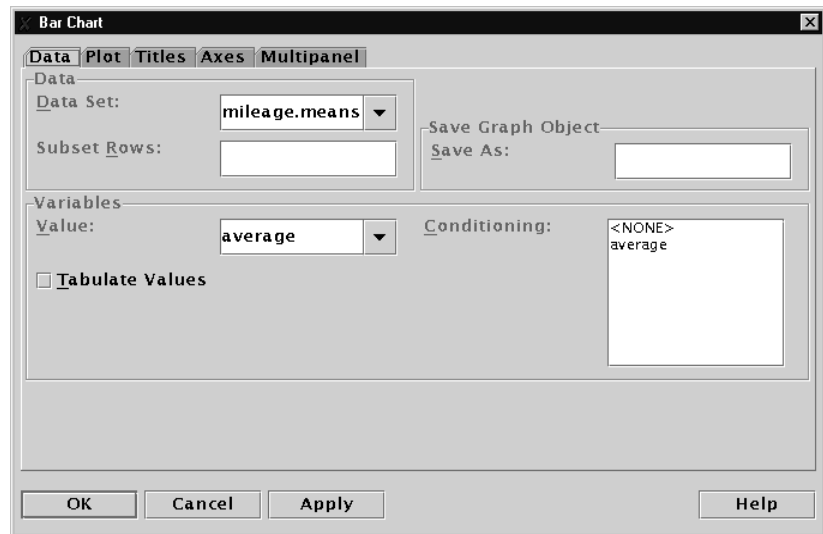 Bar Chart
Data Plot Titles Axes Multipanel
Data
Data Set:
mileage.means
Subset Rows:
Save Graph Object
Save As:
Variables
Value:
average
Tabulate Values
Conditioning:
<NONE>
average
OK Cancel Apply Help